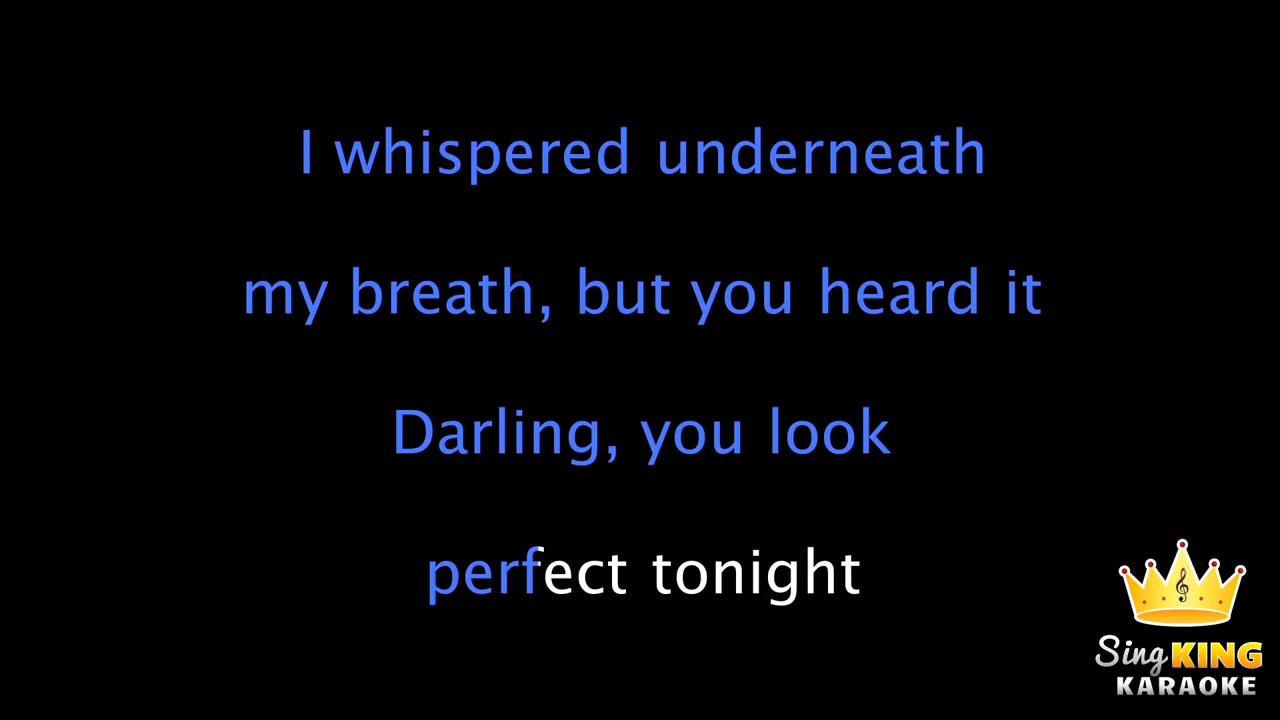 I whispered underneath
my breath, but you heard it
Darling, you look
perfect tonight
Sing KING
KARAOKE